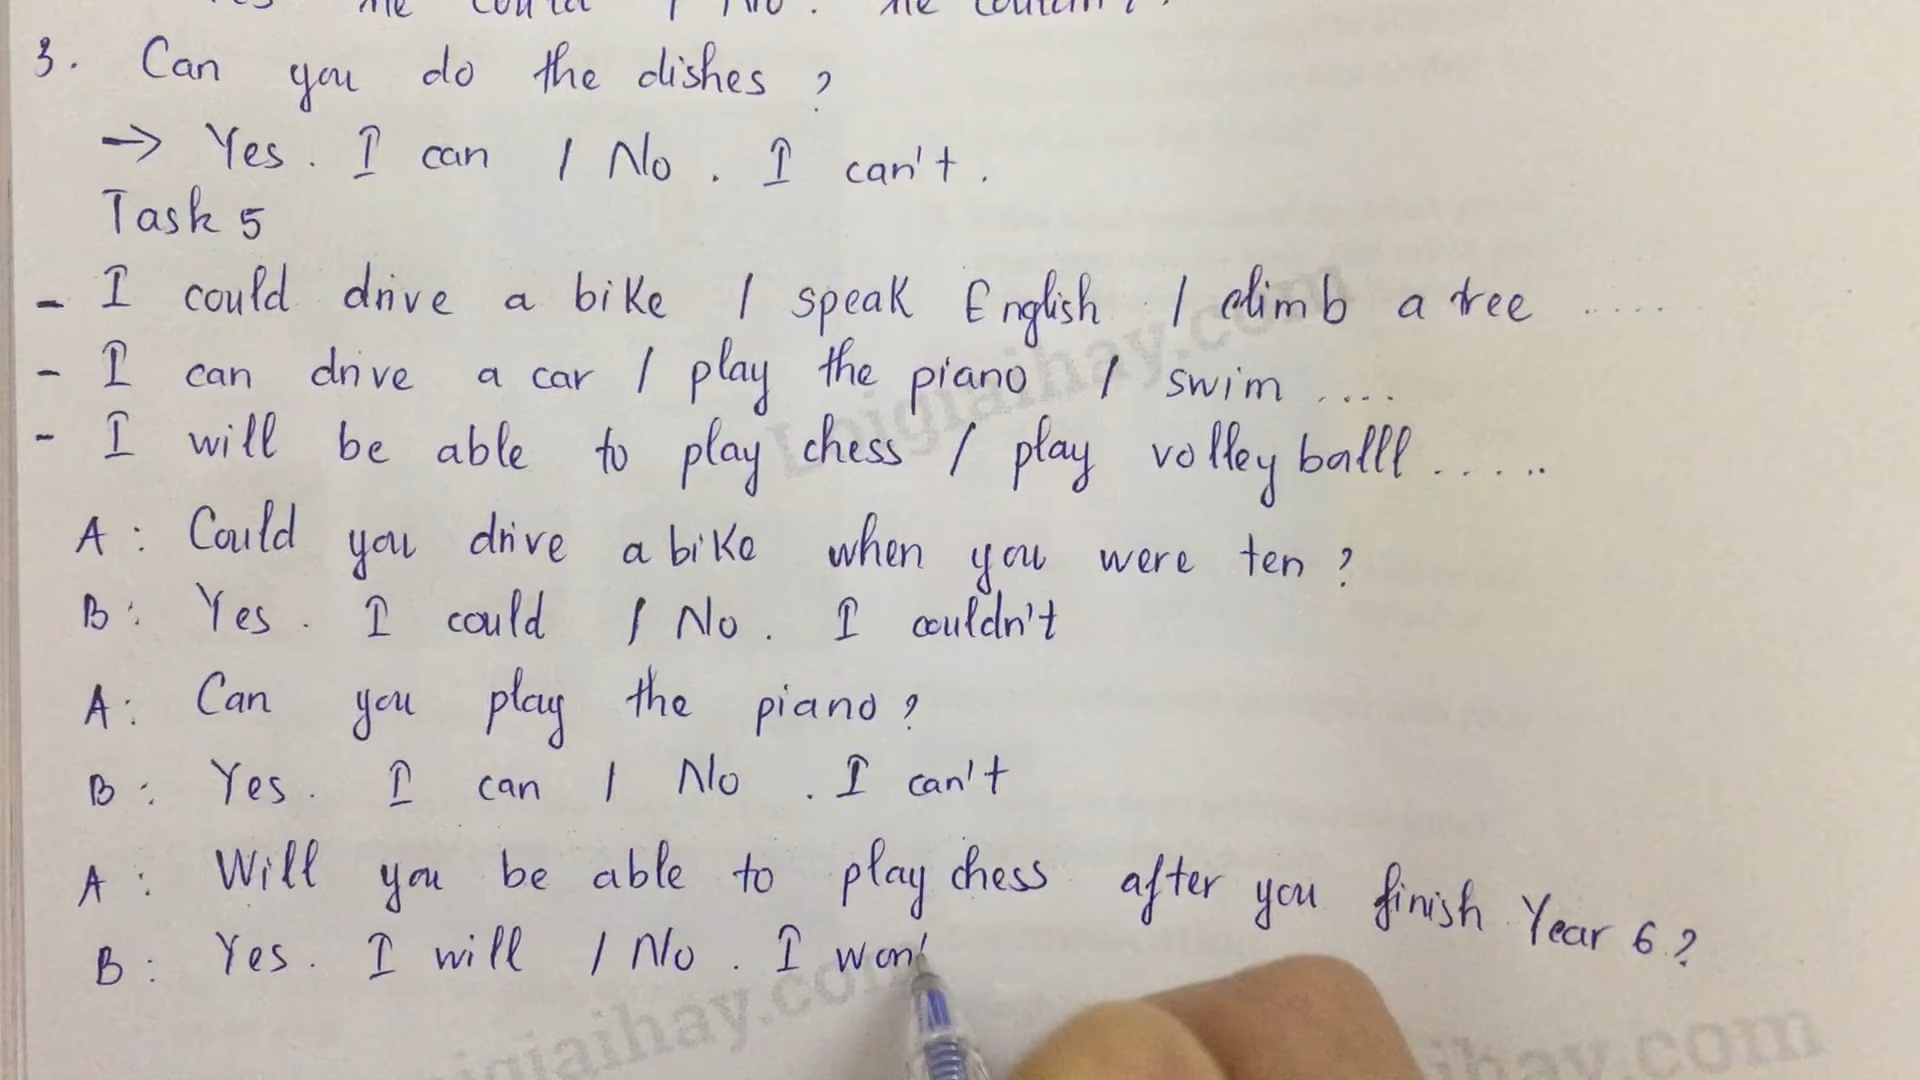 3. Can you do the dishes ?
→ Yes . I can / No . I can't .
Task 5
- I could drive a bike / speak English / climb a tree .....
- I can drive a car / play the piano / swim ....
- I will be able to play chess / play volley balll .....
A : Could you drive a bike when you were ten ?
B : Yes . I could / No . I couldn't
A : Can you play the piano ?
B : Yes . I can / No . I can't
A : Will you be able to play chess after you finish Year 6 ?
B : Yes . I will / No . I won'
Loigiaihay.com